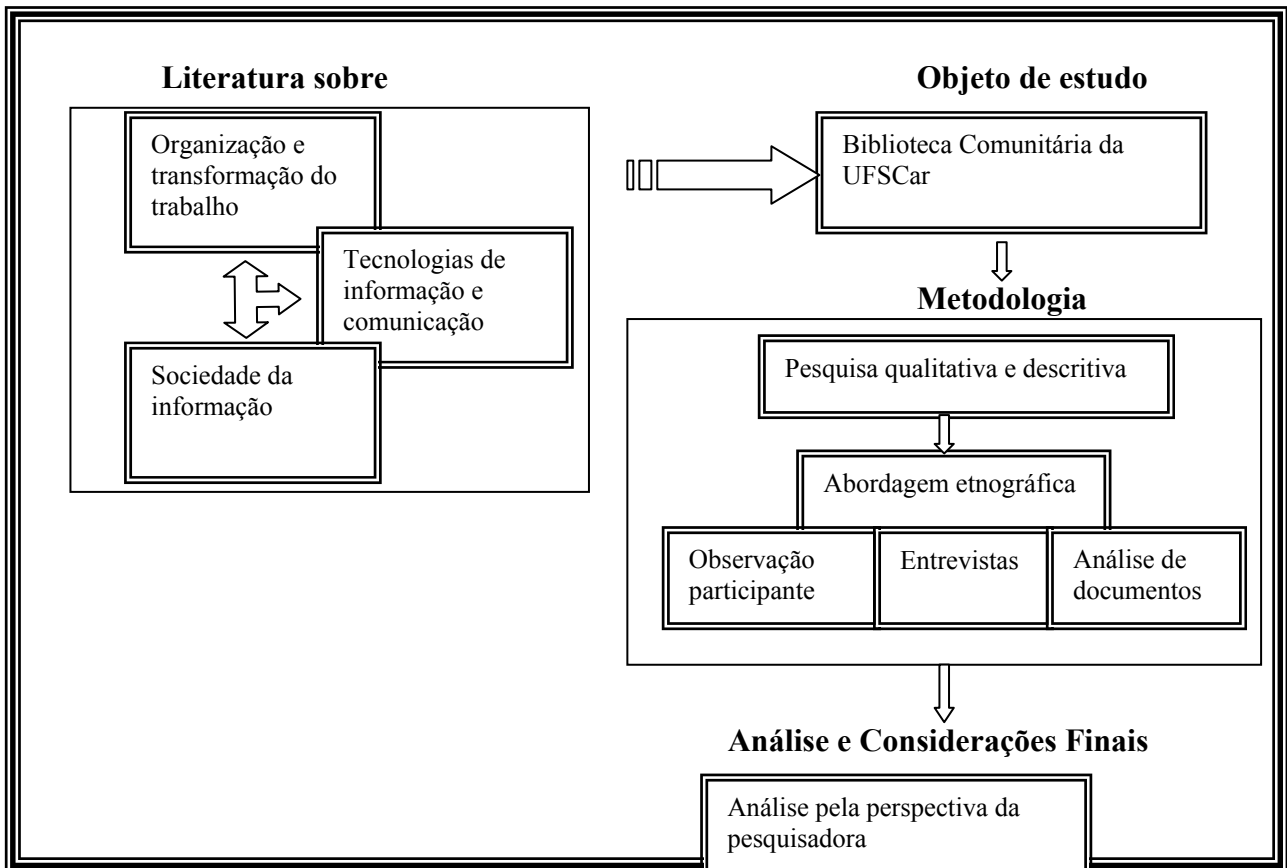 Literatura sobre
Organização e
transformação do
trabalho
Tecnologias de
informação e
comunicação
Sociedade da
informação
Objeto de estudo
Biblioteca Comunitária da
UFSCar
Metodologia
Pesquisa qualitativa e descritiva
Abordagem etnográfica
Observação
participante
Entrevistas
Análise de
documentos
Análise e Considerações Finais
Análise pela perspectiva da
pesquisadora